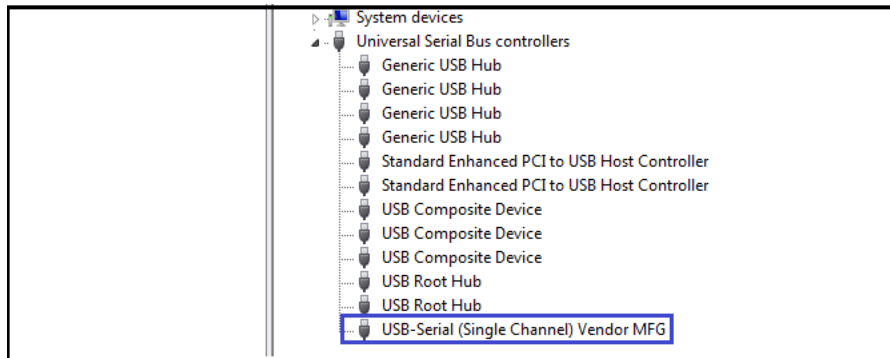 System devices
Universal Serial Bus controllers
Generic USB Hub
Generic USB Hub
Generic USB Hub
Generic USB Hub
Standard Enhanced PCI to USB Host Controller
Standard Enhanced PCI to USB Host Controller
USB Composite Device
USB Composite Device
USB Composite Device
USB Root Hub
USB Root Hub
USB-Serial (Single Channel) Vendor MFG